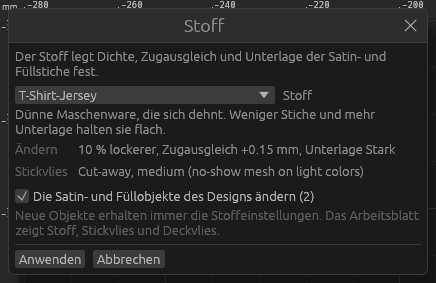 mm -280 -260 -240 -220 -200
Stoff
Der Stoff legt Dichte, Zugausgleich und Unterlage der Satin- und
Füllstiche fest.
T-Shirt-Jersey Stoff
Dünne Maschenware, die sich dehnt. Weniger Stiche und mehr
Unterlage halten sie flach.
Ändern 10 % lockerer, Zugausgleich +0.15 mm, Unterlage Stark
Stickvlies Cut-away, medium (no-show mesh on light colors)
Die Satin- und Füllobjekte des Designs ändern (2)
Neue Objekte erhalten immer die Stoffeinstellungen. Das Arbeitsblatt
zeigt Stoff, Stickvlies und Deckvlies.
Anwenden Abbrechen